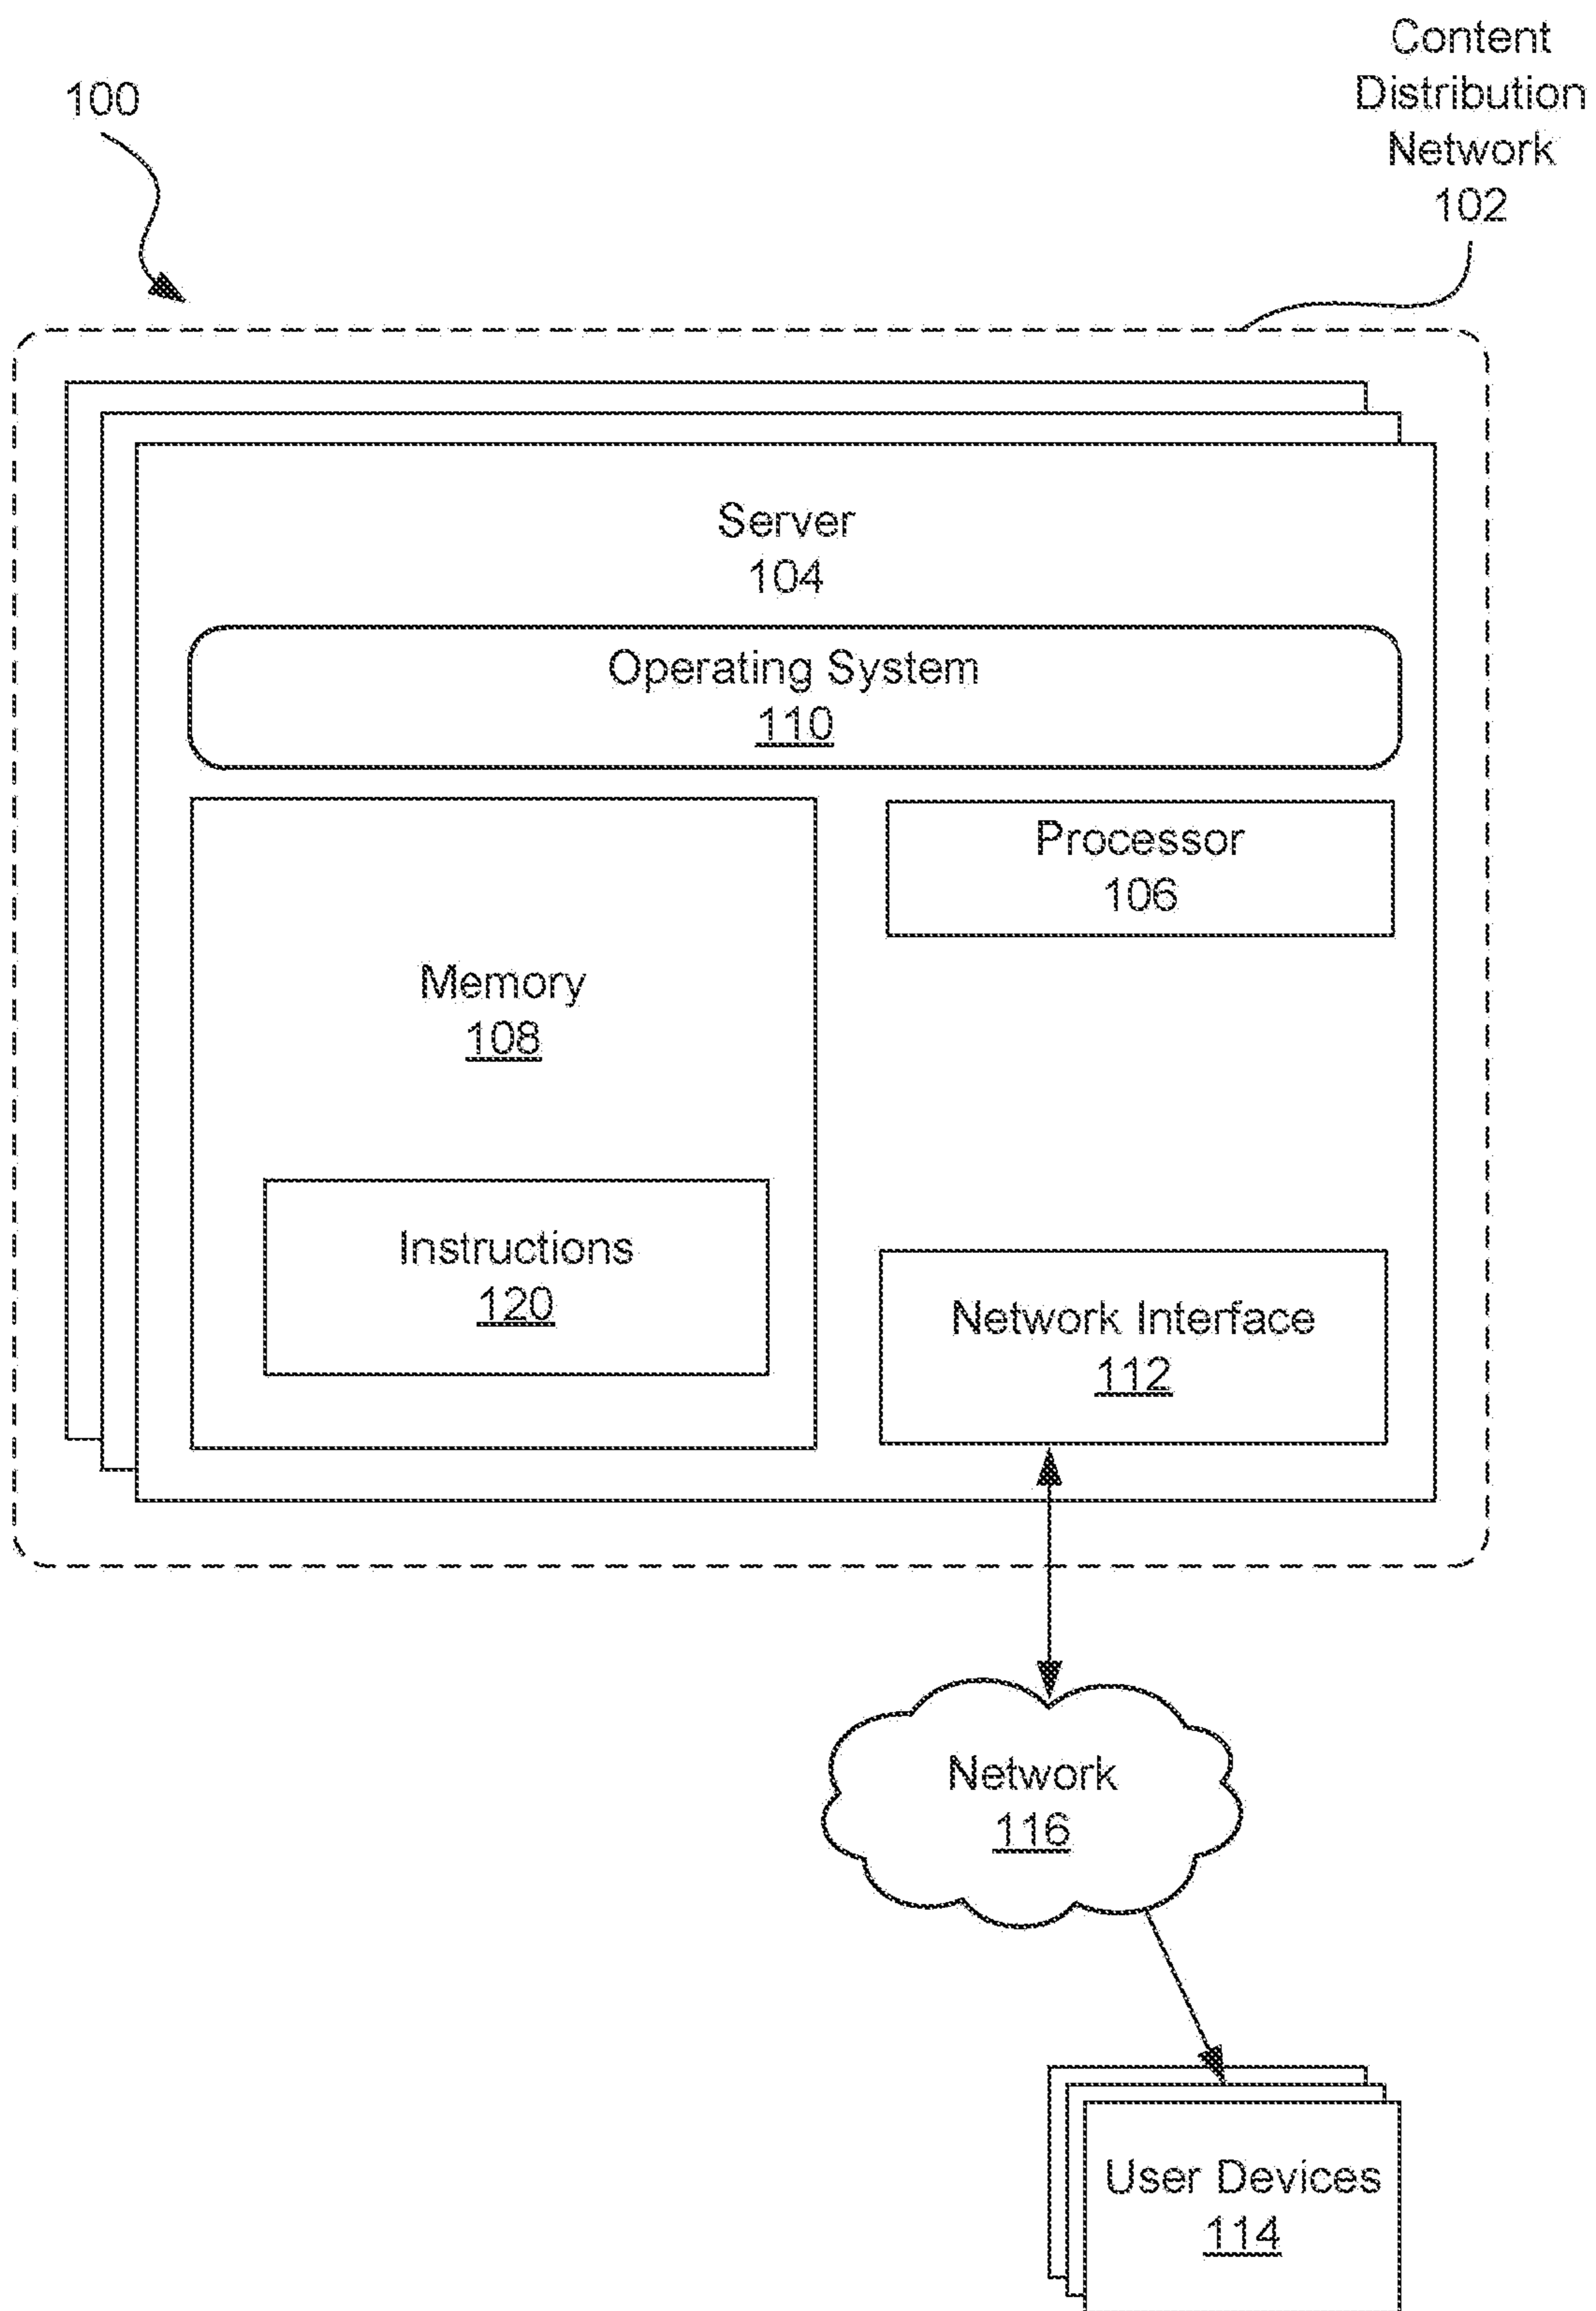 100
Content
Distribution
Network
102
Server
104
Operating System
110
Memory
108
Processor
106
Instructions
120
Network Interface
112
Network
116
User Devices
114